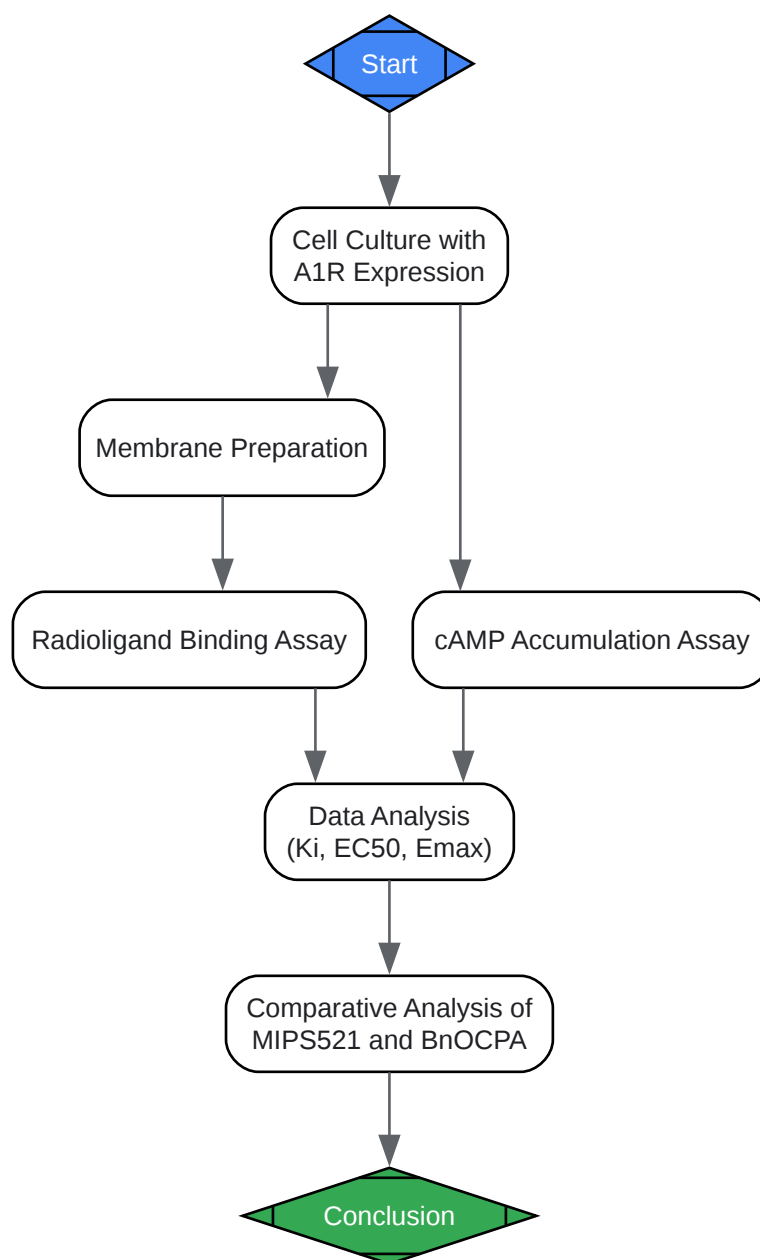 Start
Cell Culture with
A1R Expression
Membrane Preparation
Radioligand Binding Assay
cAMP Accumulation Assay
Data Analysis
(Ki, EC50, Emax)
Comparative Analysis of
MIPS521 and BnOCPA
Conclusion